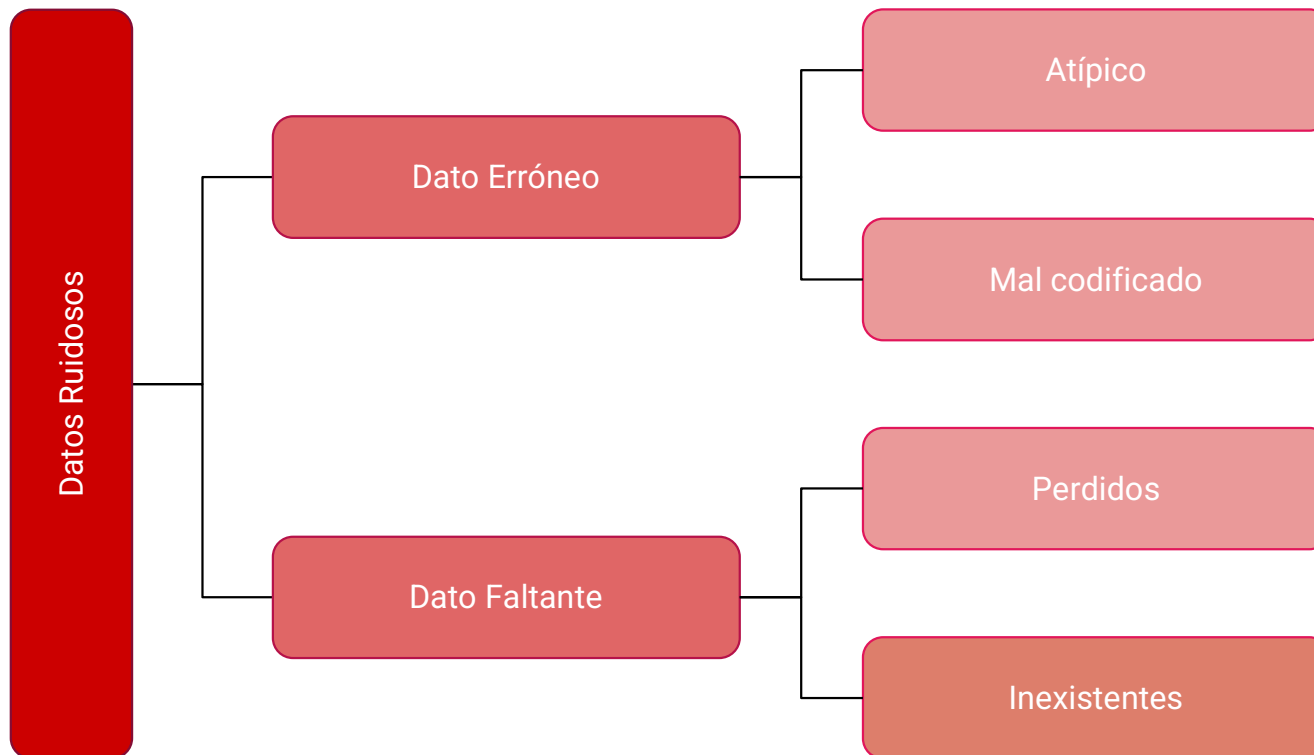 Datos Ruidosos
Dato Erróneo
Atípico
Mal codificado
Dato Faltante
Perdidos
Inexistentes